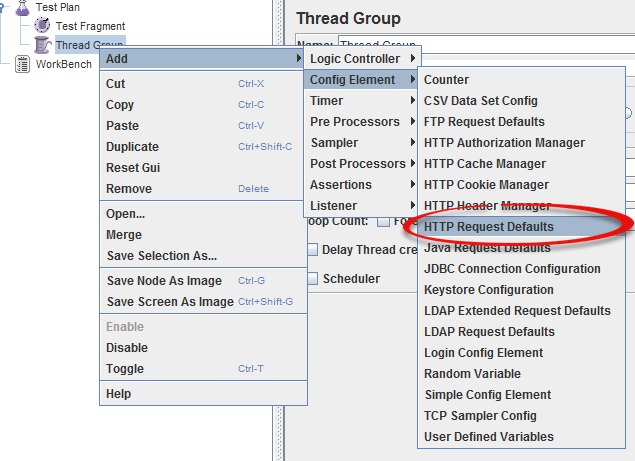 Test Plan
Test Fragment
Thread Group
WorkBench
Add
Cut Ctrl-X
Copy Ctrl-C
Paste Ctrl-V
Duplicate Ctrl+Shift-C
Reset Gui
Remove Delete
Open...
Merge
Save Selection As...
Save Node As Image Ctrl-G
Save Screen As Image Ctrl+Shift-G
Enable
Disable
Toggle Ctrl-T
Help
Logic Controller
Config Element
Timer
Pre Processors
Sampler
Post Processors
Assertions
Listener
Counter
CSV Data Set Config
FTP Request Defaults
HTTP Authorization Manager
HTTP Cache Manager
HTTP Cookie Manager
HTTP Header Manager
HTTP Request Defaults
Java Request Defaults
JDBC Connection Configuration
Keystore Configuration
LDAP Extended Request Defaults
LDAP Request Defaults
Login Config Element
Random Variable
Simple Config Element
TCP Sampler Config
User Defined Variables
Thread Group
Name: Thread Group
Loop Count: Fore
Delay Thread cre
Scheduler